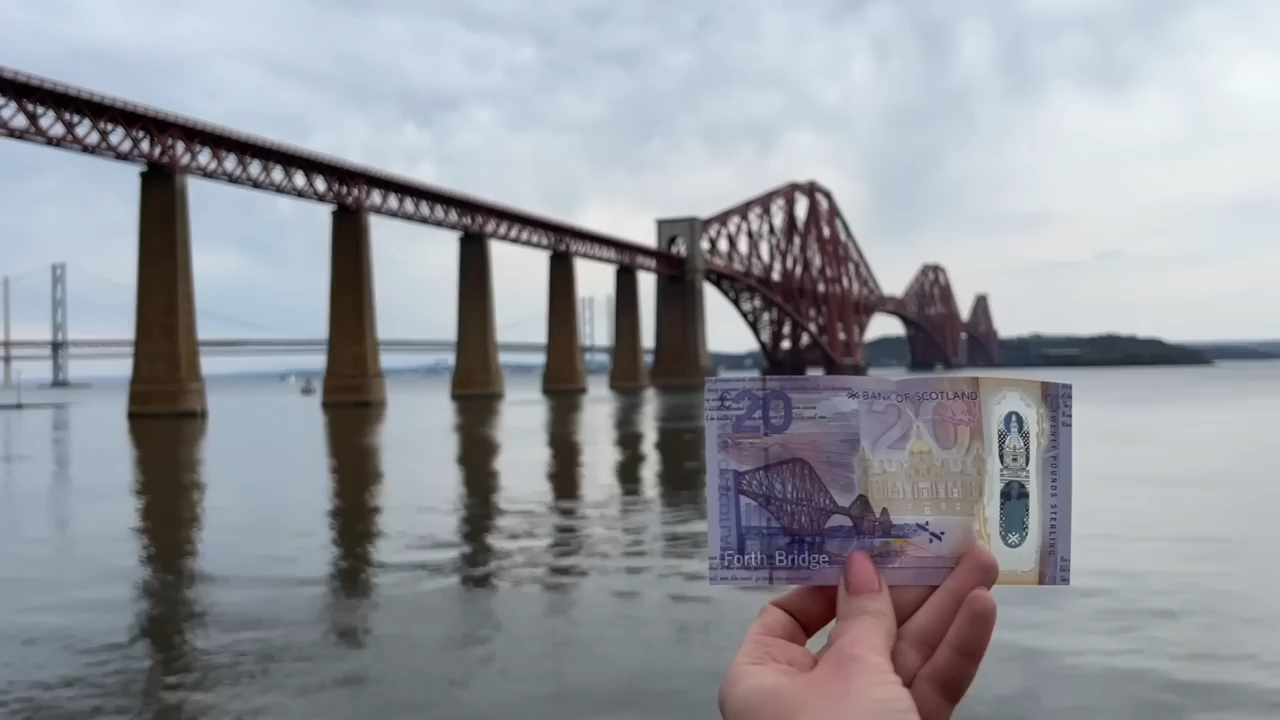 £20
BANK OF SCOTLAND
20
Forth Bridge
TWENTY POUNDS STERLING